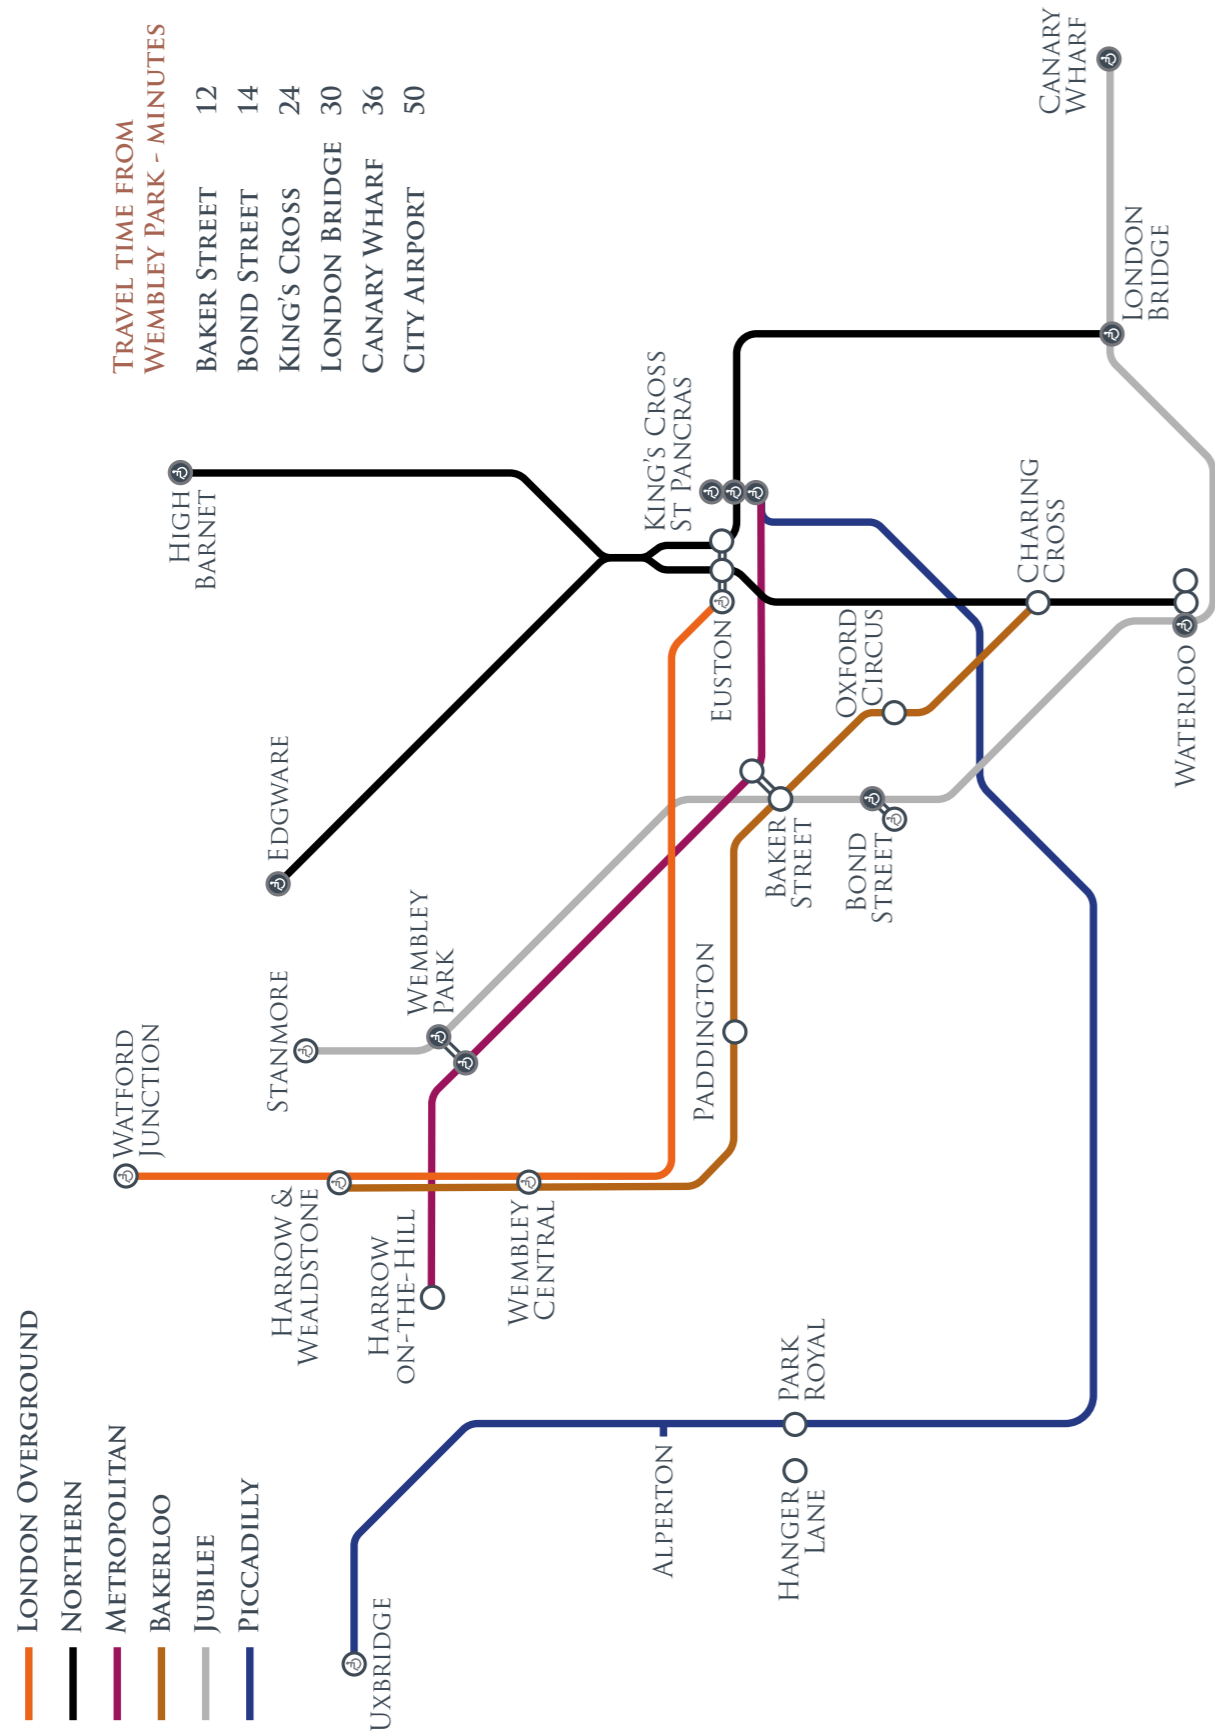 LONDON OVERGROUND
NORTHERN
METROPOLITAN
BAKERLOO
JUBILEE
PICCADILLY
TRAVEL TIME FROM
WEMBLEY PARK - MINUTES
BAKER STREET 12
BOND STREET 14
KING'S CROSS 24
LONDON BRIDGE 30
CANARY WHARF 36
CITY AIRPORT 50
WATFORD
JUNCTION
HIGH
BARNET
STANMORE
EDGWARE
HARROW &
WEALDSTONE
UXBRIDGE
HARROW
ON-THE-HILL
WEMBLEY
PARK
WEMBLEY
CENTRAL
ALPERTON
KING'S CROSS
ST PANCRAS
EUSTON
PADDINGTON
HANGER
LANE
PARK
ROYAL
BAKER
STREET
OXFORD
CIRCUS
BOND
STREET
CHARING
CROSS
CANARY
WHARF
LONDON
BRIDGE
WATERLOO